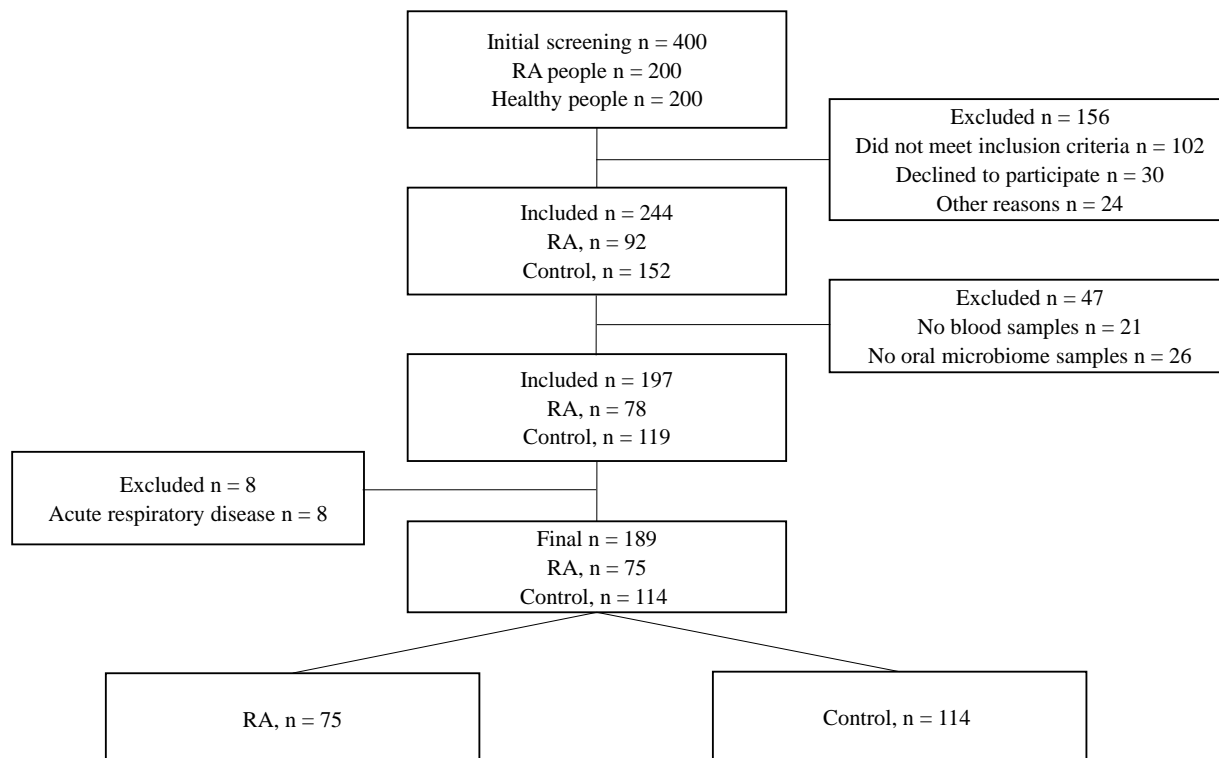 Initial screening n = 400
RA people n = 200
Healthy people n = 200
Excluded n = 156
Did not meet inclusion criteria n = 102
Declined to participate n = 30
Other reasons n = 24
Included n = 244
RA, n = 92
Control, n = 152
Excluded n = 47
No blood samples n = 21
No oral microbiome samples n = 26
Included n = 197
RA, n = 78
Control, n = 119
Excluded n = 8
Acute respiratory disease n = 8
Final n = 189
RA, n = 75
Control, n = 114
RA, n = 75
Control, n = 114